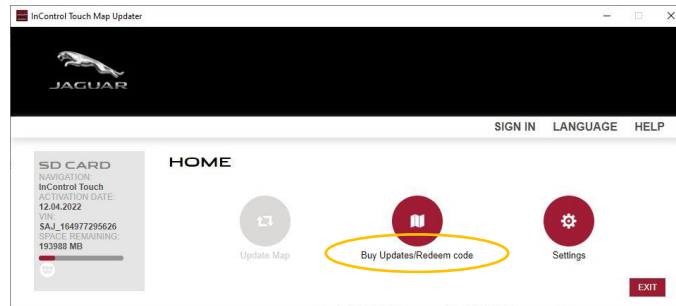 InControl Touch Map Updater
JAGUAR
SIGN IN LANGUAGE HELP
SD CARD
NAVIGATION:
InControl Touch
ACTIVATION DATE:
12.04.2022
VIN:
SAJ_164977295626
SPACE REMAINING:
193988 MB
HOME
Update Map
Buy Updates/Redeem code
Settings
EXIT